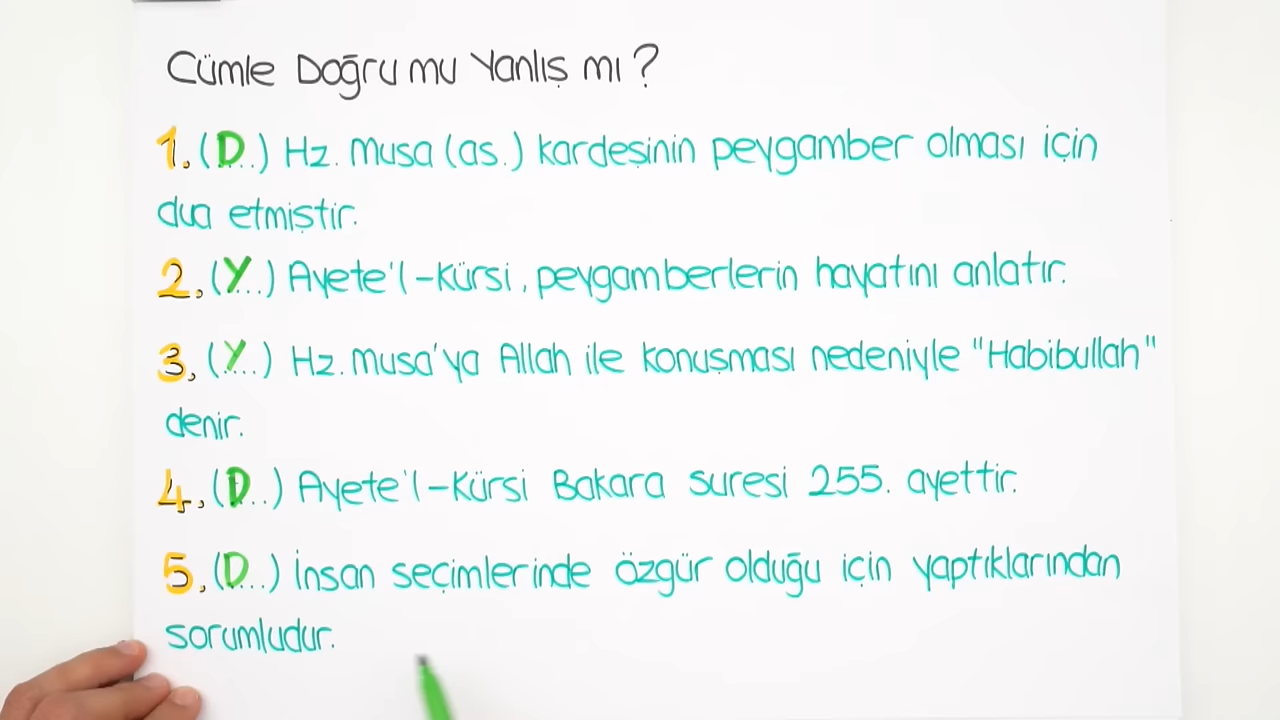 Cümle Doğru mu Yanlış mı?
1. (D..) Hz. Musa (as.) kardeşinin peygamber olması için
dua etmiştir.
2. (Y..) Ayete'l-Kürsi, peygamberlerin hayatını anlatır.
3. (Y..) Hz. Musa'ya Allah ile konuşması nedeniyle "Habibullah"
denir.
4. (D..) Ayete'l-Kürsi Bakara suresi 255. ayettir.
5. (D...) İnsan seçimlerinde özgür olduğu için yaptıklarından
sorumludur.